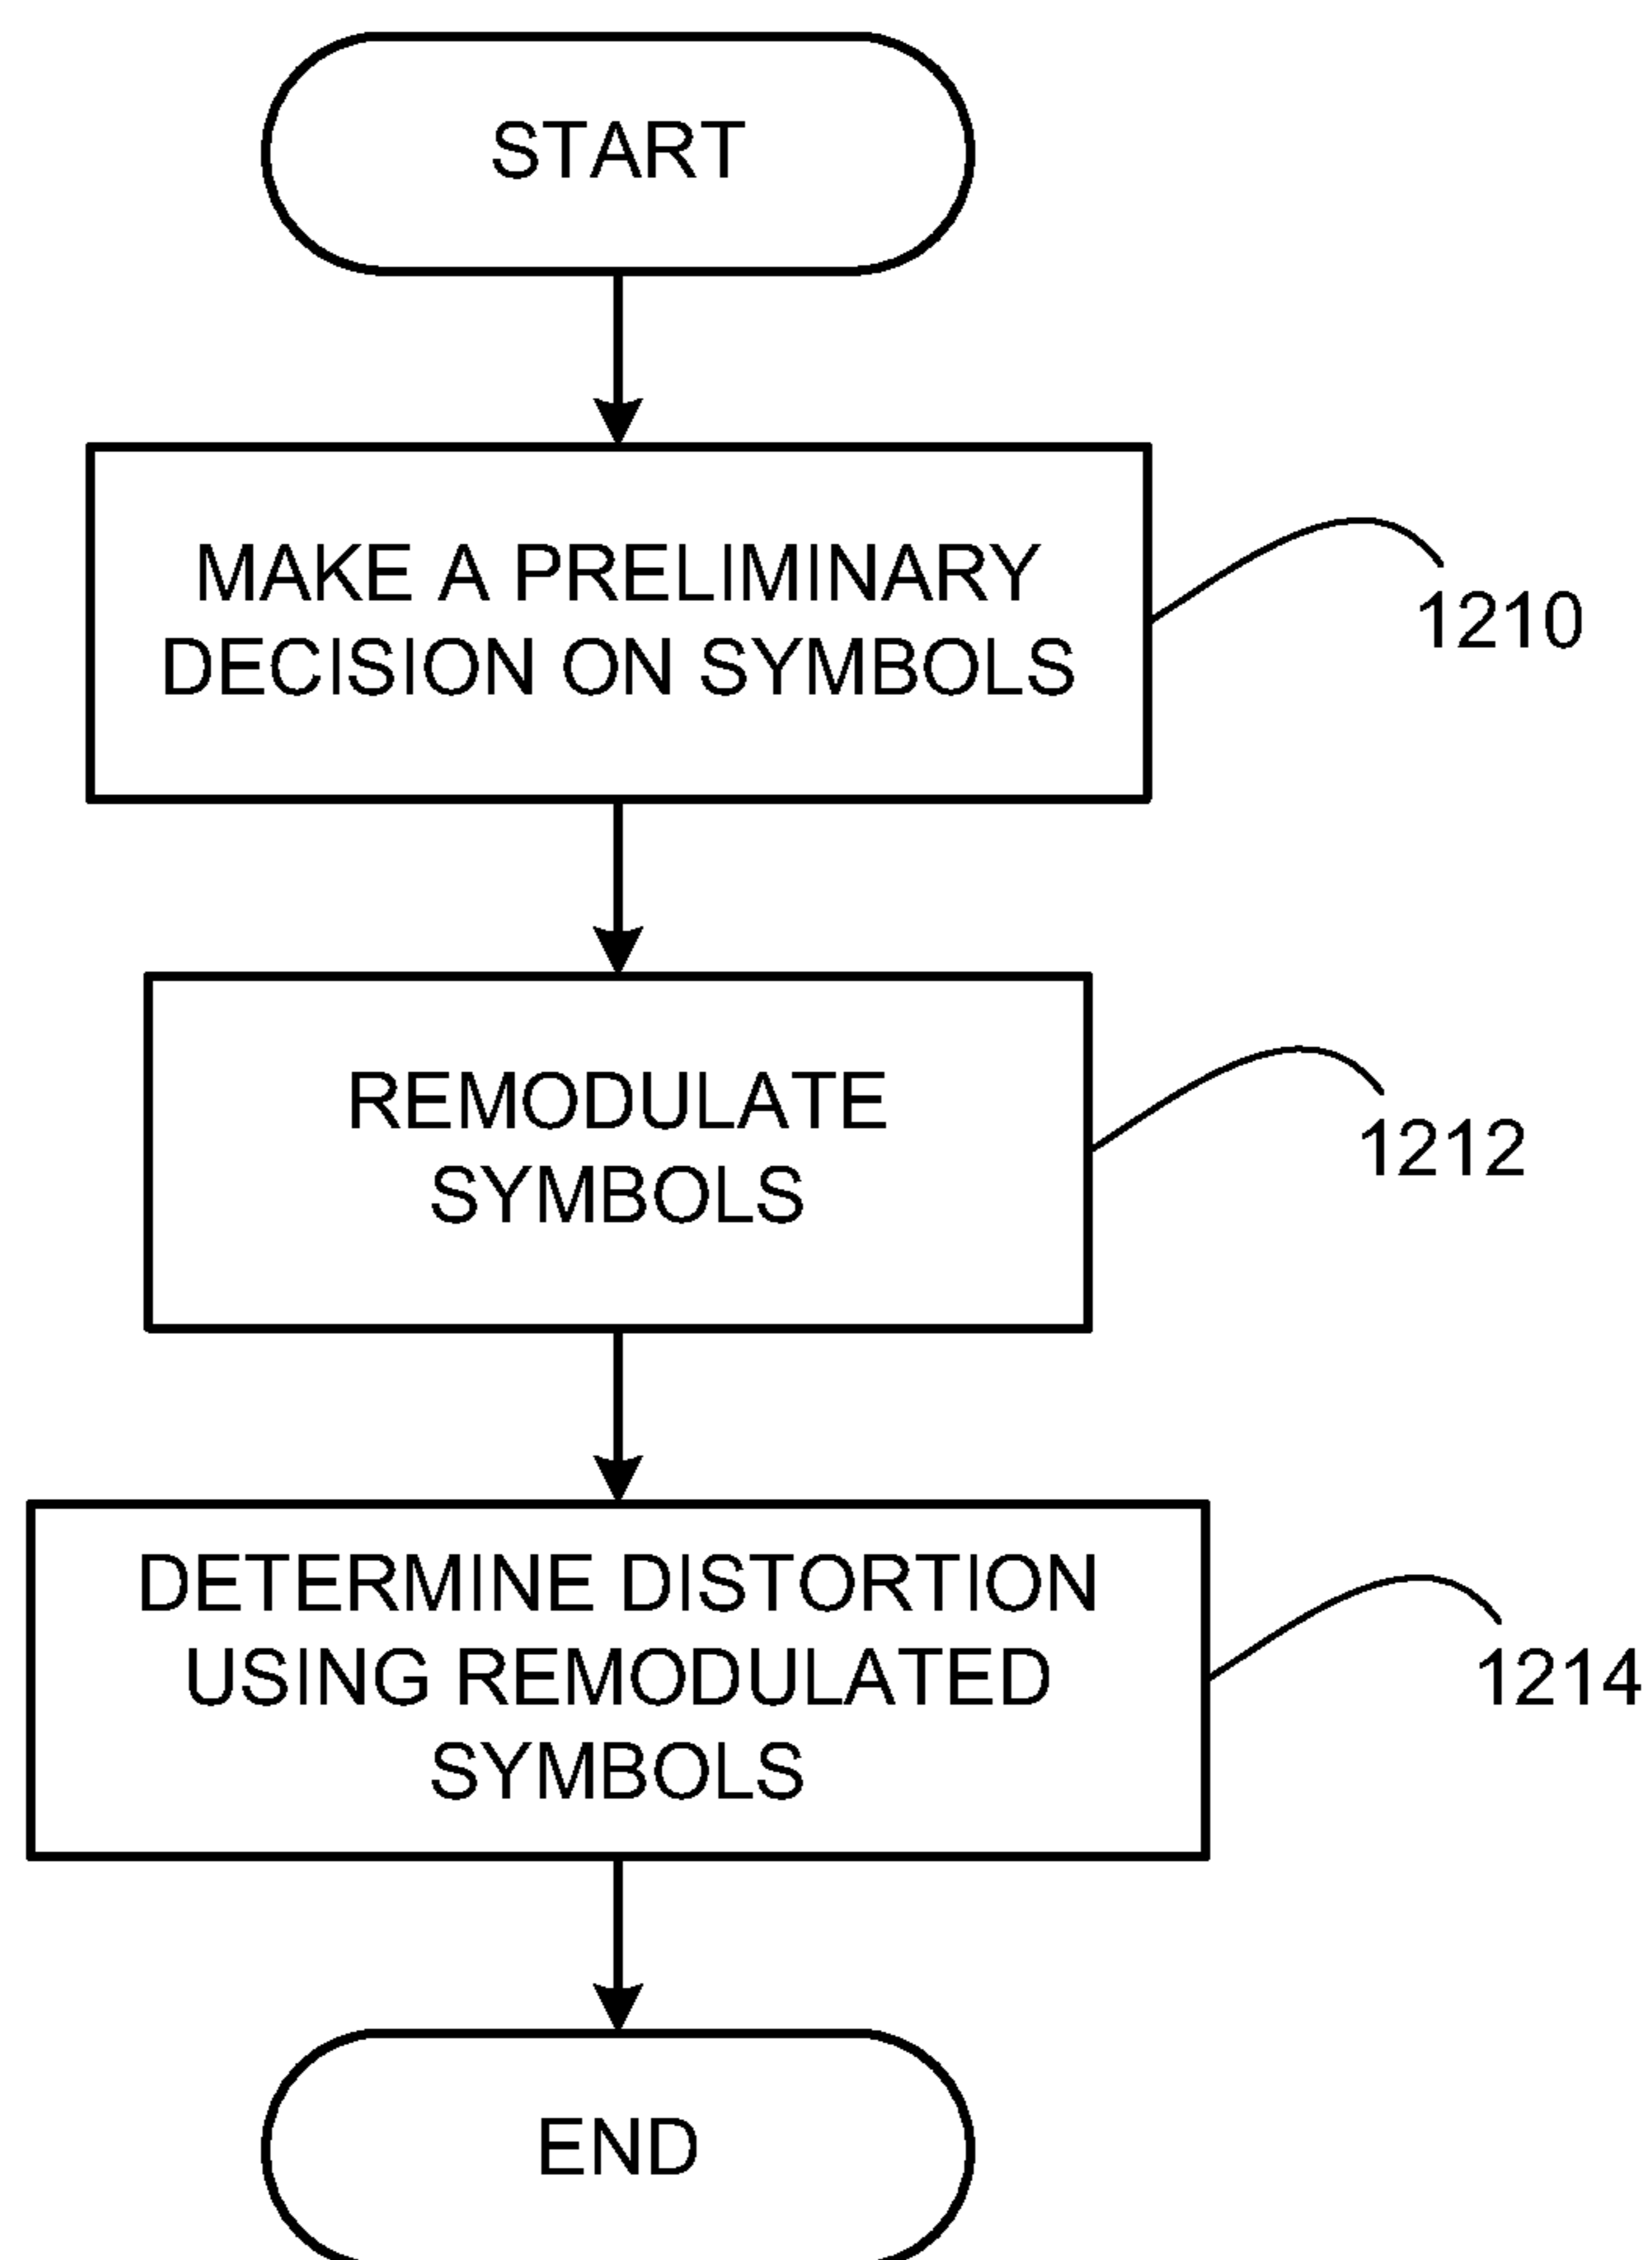 START
MAKE A PRELIMINARY
DECISION ON SYMBOLS
1210
REMODULATE
SYMBOLS
1212
DETERMINE DISTORTION
USING REMODULATED
SYMBOLS
1214
END